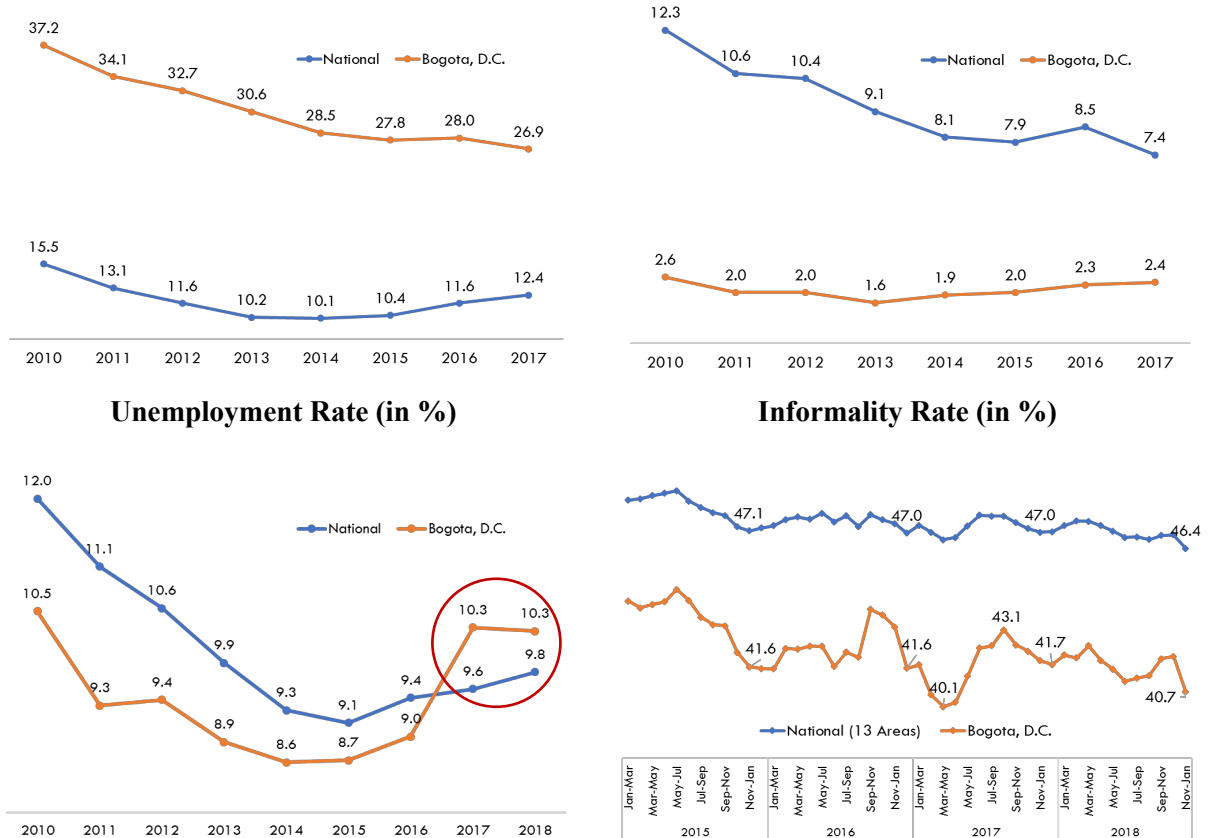 37.2
34.1
32.7
30.6
28.5
27.8
28.0
26.9
National
Bogota, D.C.
15.5
13.1
11.6
10.2
10.1
10.4
11.6
12.4
2010 2011 2012 2013 2014 2015 2016 2017
12.3
10.6
10.4
9.1
8.1
7.9
8.5
7.4
National
Bogota, D.C.
2.6
2.0
2.0
1.6
1.9
2.0
2.3
2.4
2010 2011 2012 2013 2014 2015 2016 2017
Unemployment Rate (in %)
12.0
11.1
10.6
9.9
9.3
9.1
9.4
9.6
9.8
National
Bogota, D.C.
10.5
9.3
9.4
8.9
8.6
8.7
9.0
10.3
10.3
2010 2011 2012 2013 2014 2015 2016 2017 2018
Informality Rate (in %)
47.1
47.0
47.0
46.4
41.6
41.6
40.1
43.1
41.7
40.7
National (13 Areas)
Bogota, D.C.
Jan-Mar
Mar-May
May-Jul
Jul-Sep
Sep-Nov
Nov-Jan
Jan-Mar
Mar-May
May-Jul
Jul-Sep
Sep-Nov
Nov-Jan
Jan-Mar
Mar-May
May-Jul
Jul-Sep
Sep-Nov
Nov-Jan
Jan-Mar
Mar-May
May-Jul
Jul-Sep
Sep-Nov
Nov-Jan
2015 2016 2017 2018